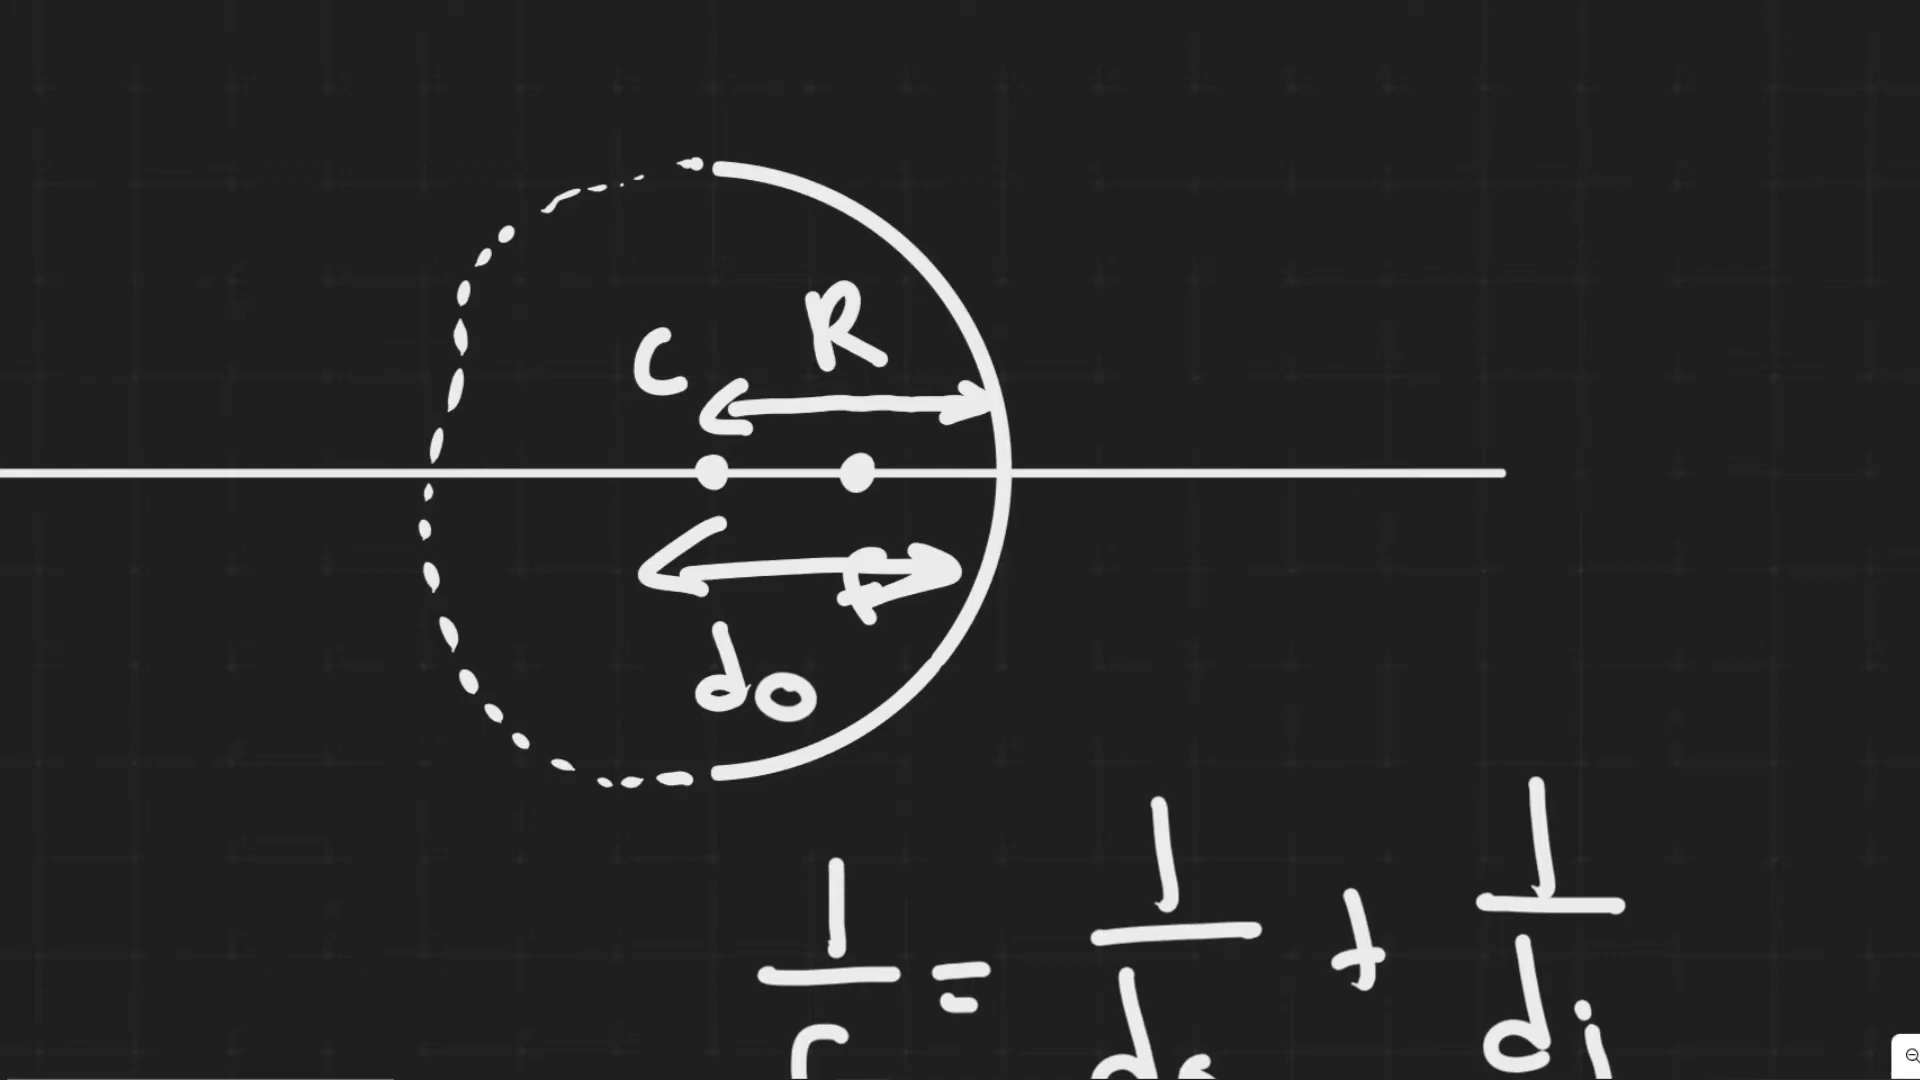 R
C
f
do
1/f = 1/do + 1/di